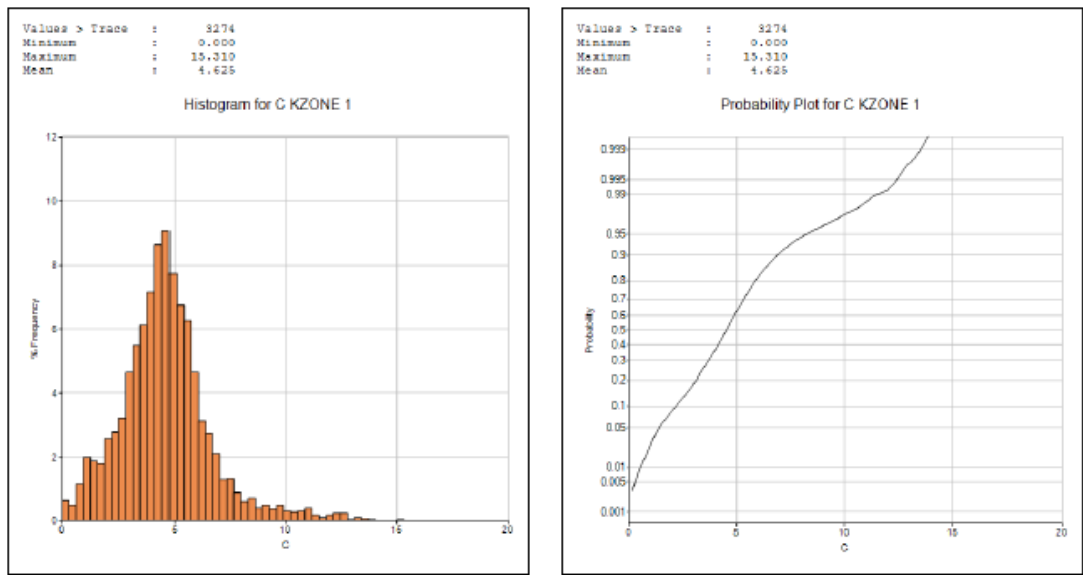 Values > Trace : 3274
Minimum : 0.000
Maximum : 15.310
Mean : 4.625
Histogram for C KZONE 1
12
10
8
6
4
2
0
% Frequency
0 5 10 15 20
C
Values > Trace : 3274
Minimum : 0.000
Maximum : 15.310
Mean : 4.625
Probability Plot for C KZONE 1
0.999
0.995
0.99
0.95
0.9
0.8
0.7
0.6
0.5
0.4
0.3
0.2
0.1
0.05
0.01
0.005
0.001
Probability
0 5 10 15 20
C